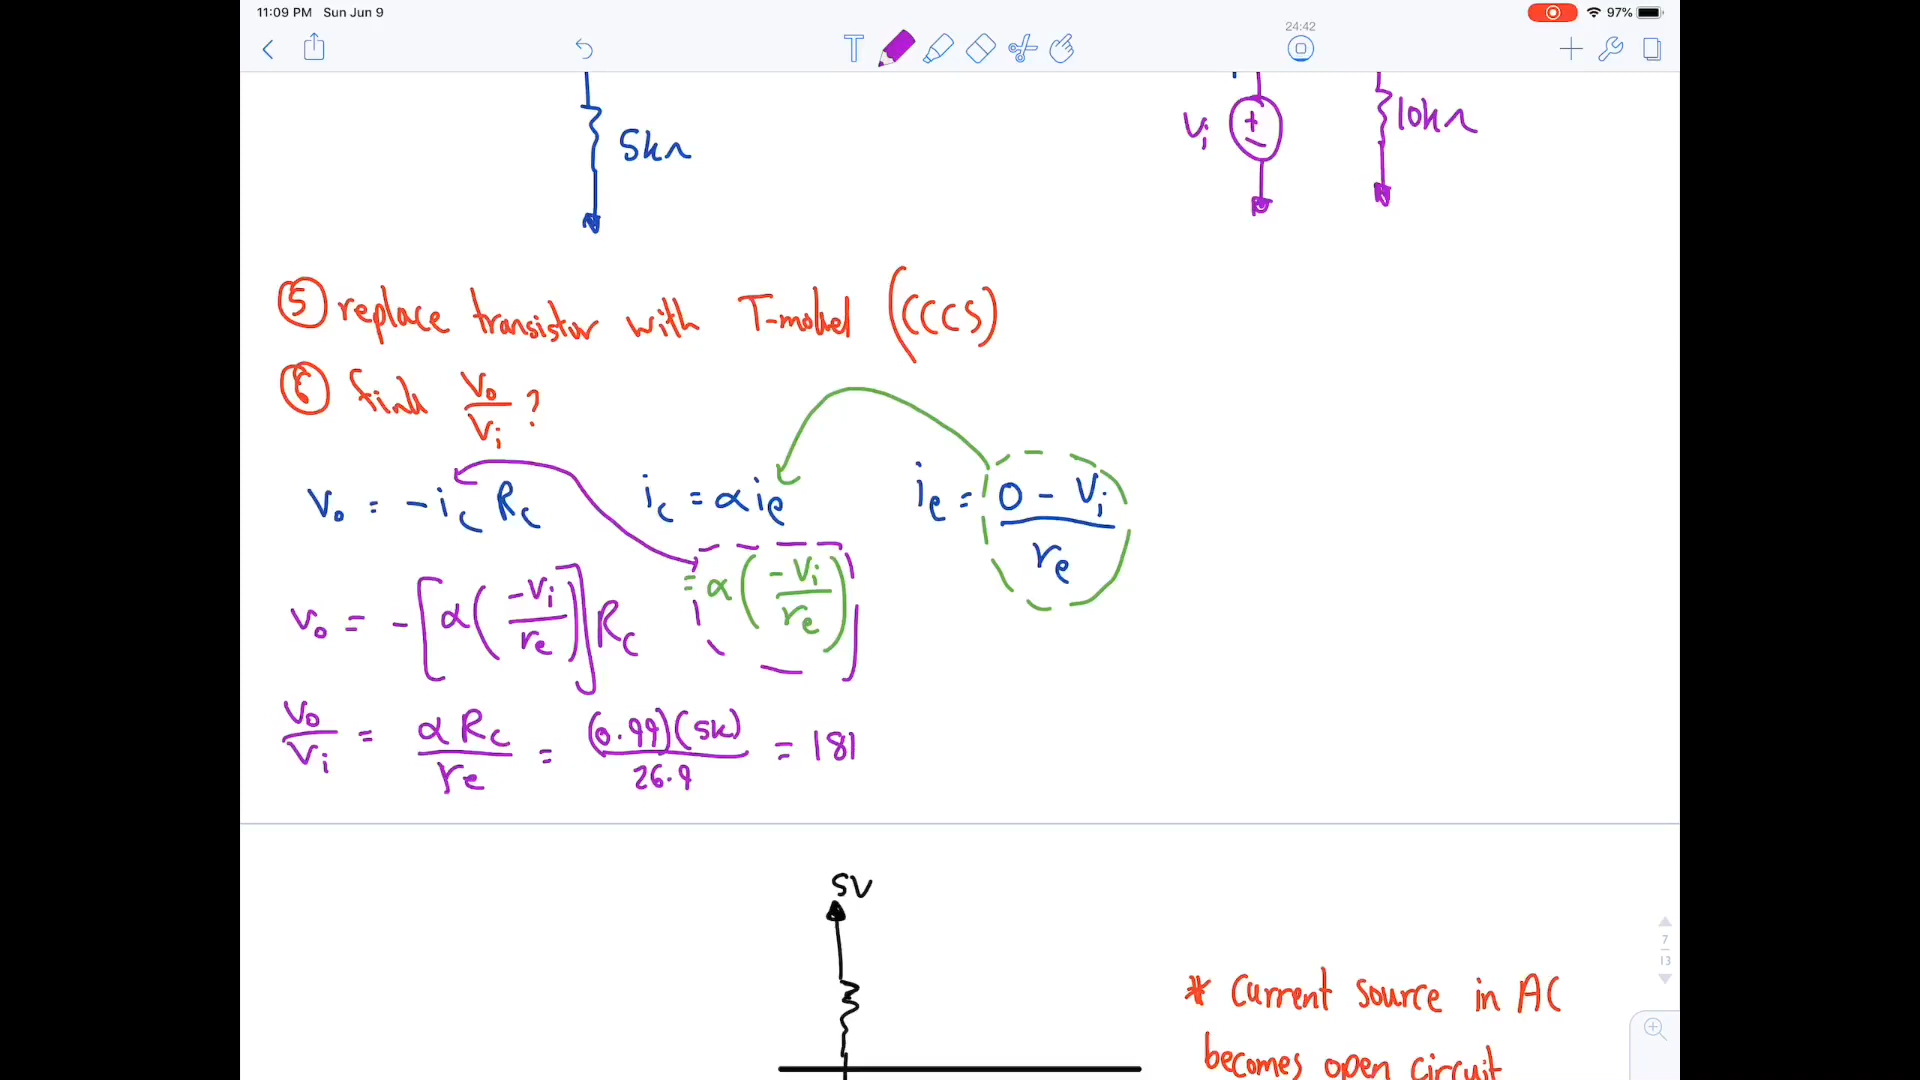 11:09 PM Sun Jun 9
97%
T
24:42
5kΩ
Vi + −
10kΩ
⑤ replace transistor with T-model (CCCS)
⑥ find Vo/Vi ?
Vo = -ic Rc
ic = αie
ie = (0 - Vi)/re
= α(-Vi/re)
Vo = -[α(-Vi/re)]Rc
Vo/Vi = αRc/re = (0.99)(5k)/26.9 = 181
5V
7
13
* Current source in AC
becomes open circuit